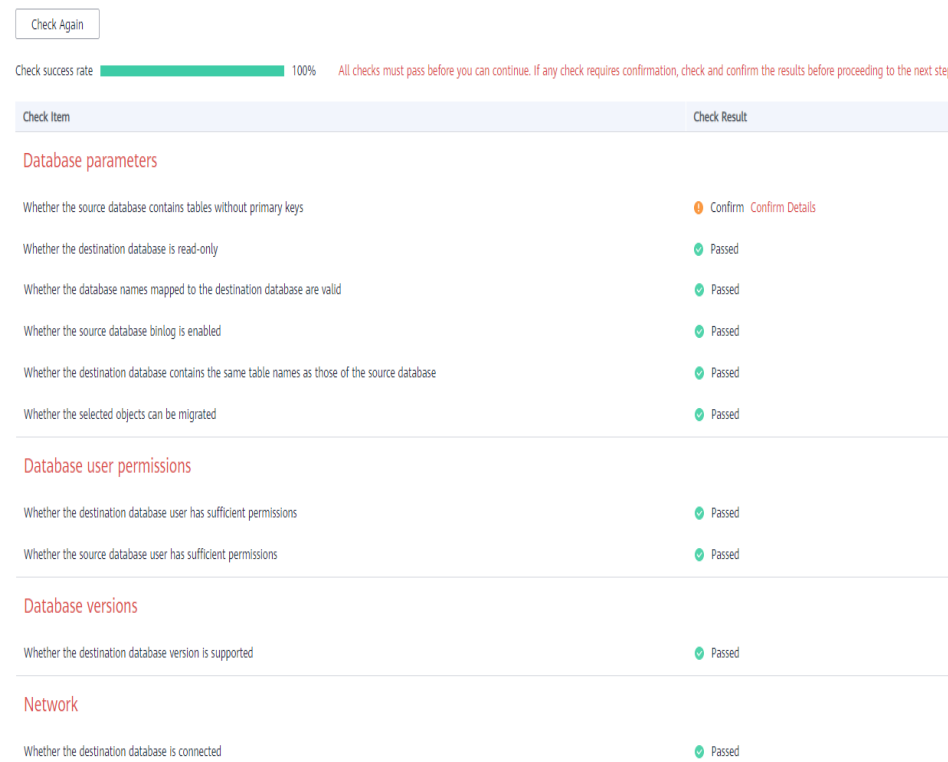 Check Again
Check success rate 100% All checks must pass before you can continue. If any check requires confirmation, check and confirm the results before proceeding to the next ste
Check Item Check Result
Database parameters
Whether the source database contains tables without primary keys Confirm Confirm Details
Whether the destination database is read-only Passed
Whether the database names mapped to the destination database are valid Passed
Whether the source database binlog is enabled Passed
Whether the destination database contains the same table names as those of the source database Passed
Whether the selected objects can be migrated Passed
Database user permissions
Whether the destination database user has sufficient permissions Passed
Whether the source database user has sufficient permissions Passed
Database versions
Whether the destination database version is supported Passed
Network
Whether the destination database is connected Passed